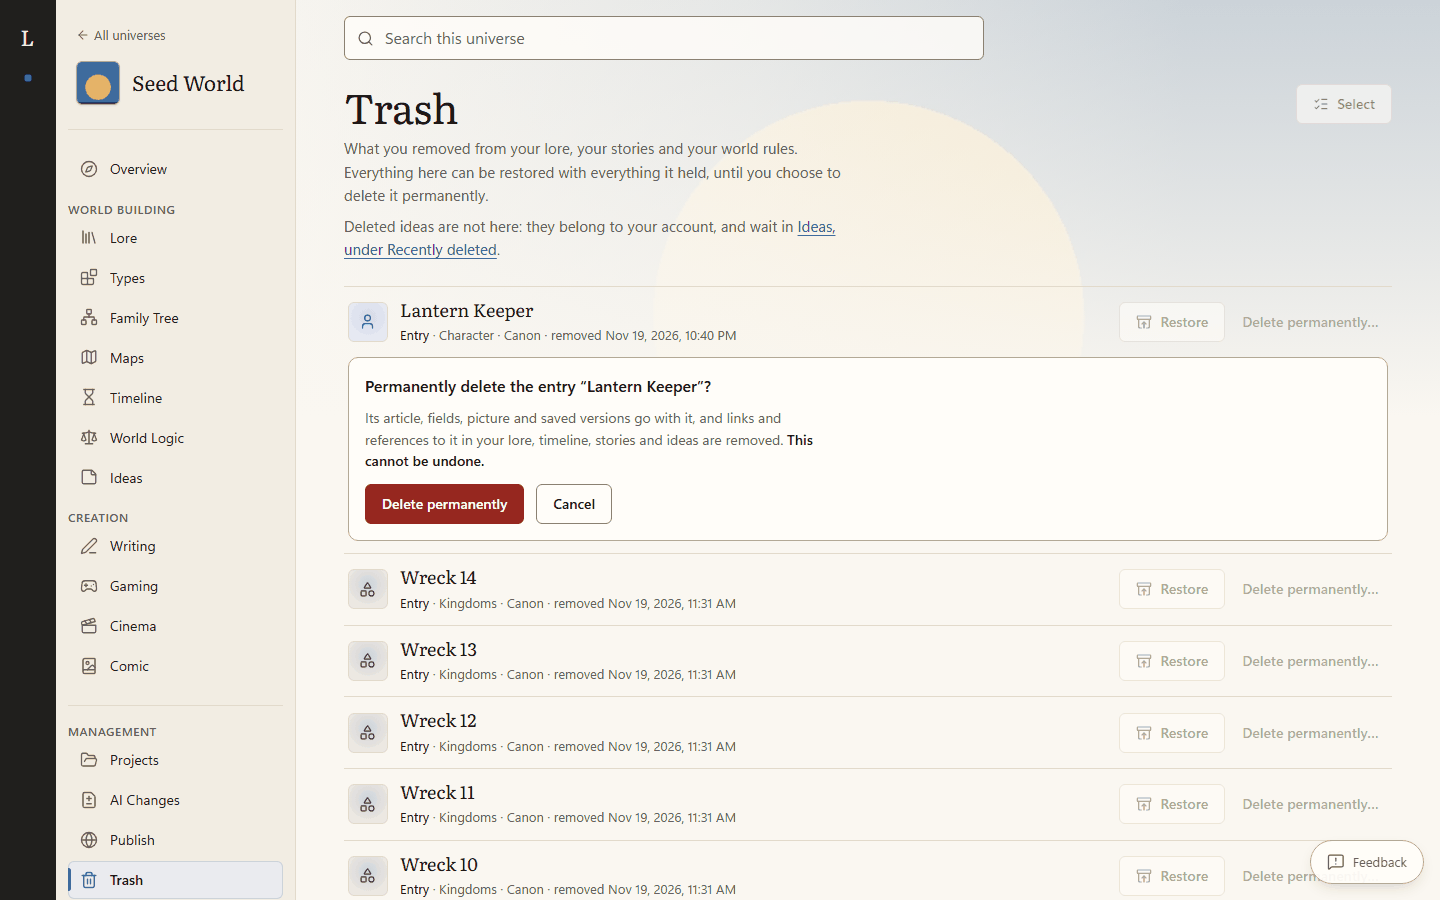 L
All universes
Seed World
Overview
WORLD BUILDING
Lore
Types
Family Tree
Maps
Timeline
World Logic
Ideas
CREATION
Writing
Gaming
Cinema
Comic
MANAGEMENT
Projects
AI Changes
Publish
Trash
Search this universe
Trash
Select
What you removed from your lore, your stories and your world rules.
Everything here can be restored with everything it held, until you choose to
delete it permanently.
Deleted ideas are not here: they belong to your account, and wait in Ideas,
under Recently deleted.
Lantern Keeper
Entry · Character · Canon · removed Nov 19, 2026, 10:40 PM
Restore
Delete permanently...
Permanently delete the entry “Lantern Keeper”?
Its article, fields, picture and saved versions go with it, and links and
references to it in your lore, timeline, stories and ideas are removed. This
cannot be undone.
Delete permanently
Cancel
Wreck 14
Entry · Kingdoms · Canon · removed Nov 19, 2026, 11:31 AM
Restore
Delete permanently...
Wreck 13
Entry · Kingdoms · Canon · removed Nov 19, 2026, 11:31 AM
Restore
Delete permanently...
Wreck 12
Entry · Kingdoms · Canon · removed Nov 19, 2026, 11:31 AM
Restore
Delete permanently...
Wreck 11
Entry · Kingdoms · Canon · removed Nov 19, 2026, 11:31 AM
Restore
Delete permanently...
Wreck 10
Entry · Kingdoms · Canon · removed Nov 19, 2026, 11:31 AM
Restore
Delete
Feedback